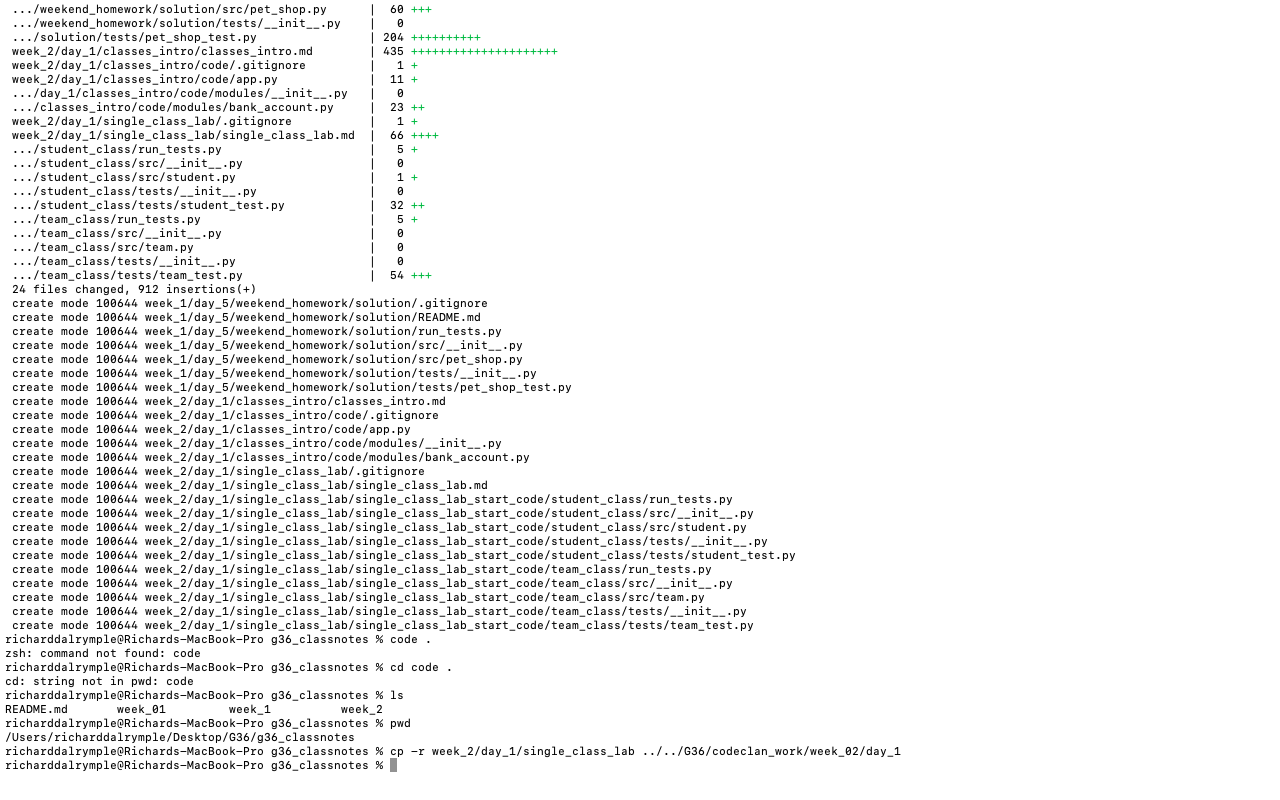 .../weekend_homework/solution/src/pet_shop.py | 60 +++
.../weekend_homework/solution/tests/__init__.py | 0
.../solution/tests/pet_shop_test.py | 204 ++++++++++
week_2/day_1/classes_intro/classes_intro.md | 435 +++++++++++++++++++++
week_2/day_1/classes_intro/code/.gitignore | 1 +
week_2/day_1/classes_intro/code/app.py | 11 +
.../day_1/classes_intro/code/modules/__init__.py | 0
.../classes_intro/code/modules/bank_account.py | 23 ++
week_2/day_1/single_class_lab/.gitignore | 1 +
week_2/day_1/single_class_lab/single_class_lab.md | 66 ++++
.../student_class/run_tests.py | 5 +
.../student_class/src/__init__.py | 0
.../student_class/src/student.py | 1 +
.../student_class/tests/__init__.py | 0
.../student_class/tests/student_test.py | 32 ++
.../team_class/run_tests.py | 5 +
.../team_class/src/__init__.py | 0
.../team_class/src/team.py | 0
.../team_class/tests/__init__.py | 0
.../team_class/tests/team_test.py | 54 +++
24 files changed, 912 insertions(+)
create mode 100644 week_1/day_5/weekend_homework/solution/.gitignore
create mode 100644 week_1/day_5/weekend_homework/solution/README.md
create mode 100644 week_1/day_5/weekend_homework/solution/run_tests.py
create mode 100644 week_1/day_5/weekend_homework/solution/src/__init__.py
create mode 100644 week_1/day_5/weekend_homework/solution/src/pet_shop.py
create mode 100644 week_1/day_5/weekend_homework/solution/tests/__init__.py
create mode 100644 week_1/day_5/weekend_homework/solution/tests/pet_shop_test.py
create mode 100644 week_2/day_1/classes_intro/classes_intro.md
create mode 100644 week_2/day_1/classes_intro/code/.gitignore
create mode 100644 week_2/day_1/classes_intro/code/app.py
create mode 100644 week_2/day_1/classes_intro/code/modules/__init__.py
create mode 100644 week_2/day_1/classes_intro/code/modules/bank_account.py
create mode 100644 week_2/day_1/single_class_lab/.gitignore
create mode 100644 week_2/day_1/single_class_lab/single_class_lab.md
create mode 100644 week_2/day_1/single_class_lab/single_class_lab_start_code/student_class/run_tests.py
create mode 100644 week_2/day_1/single_class_lab/single_class_lab_start_code/student_class/src/__init__.py
create mode 100644 week_2/day_1/single_class_lab/single_class_lab_start_code/student_class/src/student.py
create mode 100644 week_2/day_1/single_class_lab/single_class_lab_start_code/student_class/tests/__init__.py
create mode 100644 week_2/day_1/single_class_lab/single_class_lab_start_code/student_class/tests/student_test.py
create mode 100644 week_2/day_1/single_class_lab/single_class_lab_start_code/team_class/run_tests.py
create mode 100644 week_2/day_1/single_class_lab/single_class_lab_start_code/team_class/src/__init__.py
create mode 100644 week_2/day_1/single_class_lab/single_class_lab_start_code/team_class/src/team.py
create mode 100644 week_2/day_1/single_class_lab/single_class_lab_start_code/team_class/tests/__init__.py
create mode 100644 week_2/day_1/single_class_lab/single_class_lab_start_code/team_class/tests/team_test.py
richarddalrymple@Richards-MacBook-Pro g36_classnotes % code .
zsh: command not found: code
richarddalrymple@Richards-MacBook-Pro g36_classnotes % cd code .
cd: string not in pwd: code
richarddalrymple@Richards-MacBook-Pro g36_classnotes % ls
README.md week_01 week_1 week_2
richarddalrymple@Richards-MacBook-Pro g36_classnotes % pwd
/Users/richarddalrymple/Desktop/G36/g36_classnotes
richarddalrymple@Richards-MacBook-Pro g36_classnotes % cp -r week_2/day_1/single_class_lab ../../G36/codeclan_work/week_02/day_1
richarddalrymple@Richards-MacBook-Pro g36_classnotes %